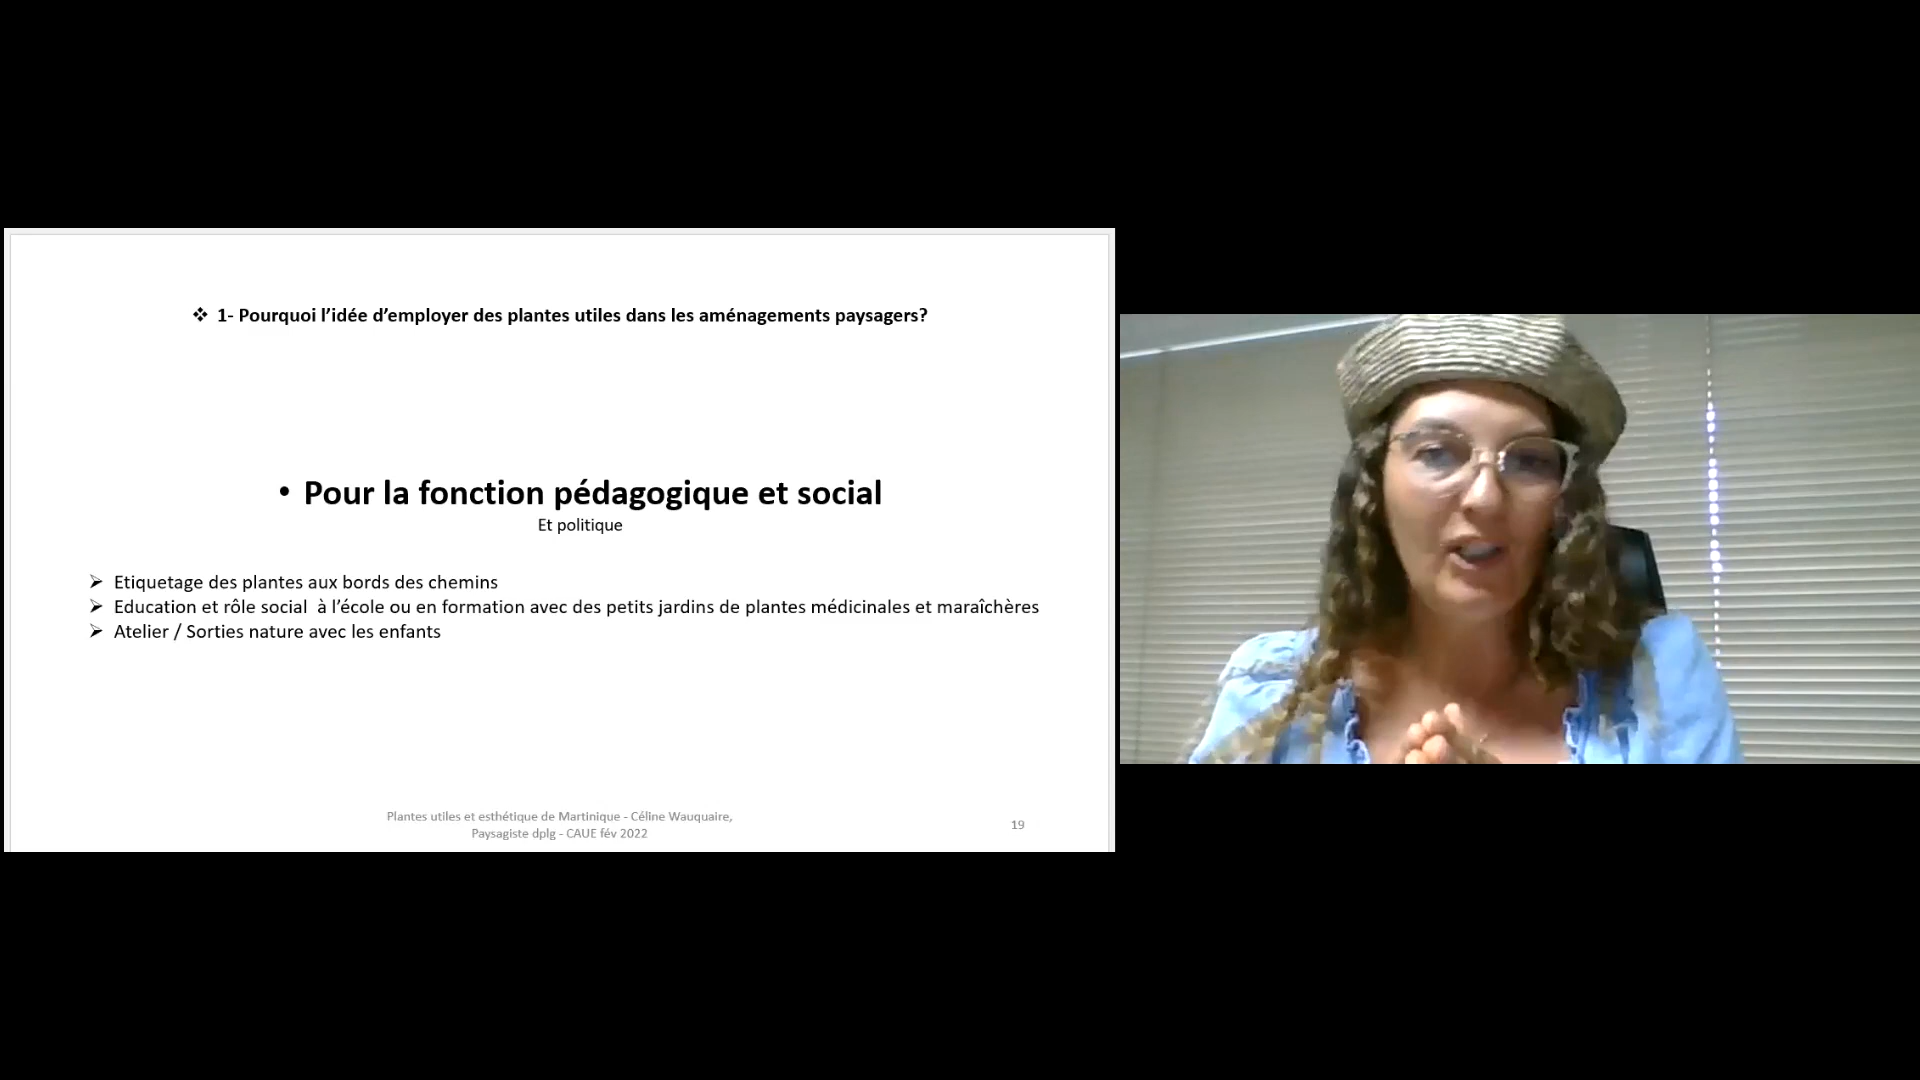 ❖ 1- Pourquoi l’idée d’employer des plantes utiles dans les aménagements paysagers?
• Pour la fonction pédagogique et social
Et politique
➢ Etiquetage des plantes aux bords des chemins
➢ Education et rôle social  à l’école ou en formation avec des petits jardins de plantes médicinales et maraîchères
➢ Atelier / Sorties nature avec les enfants
Plantes utiles et esthétique de Martinique - Céline Wauquaire,
Paysagiste dplg - CAUE fév 2022
19